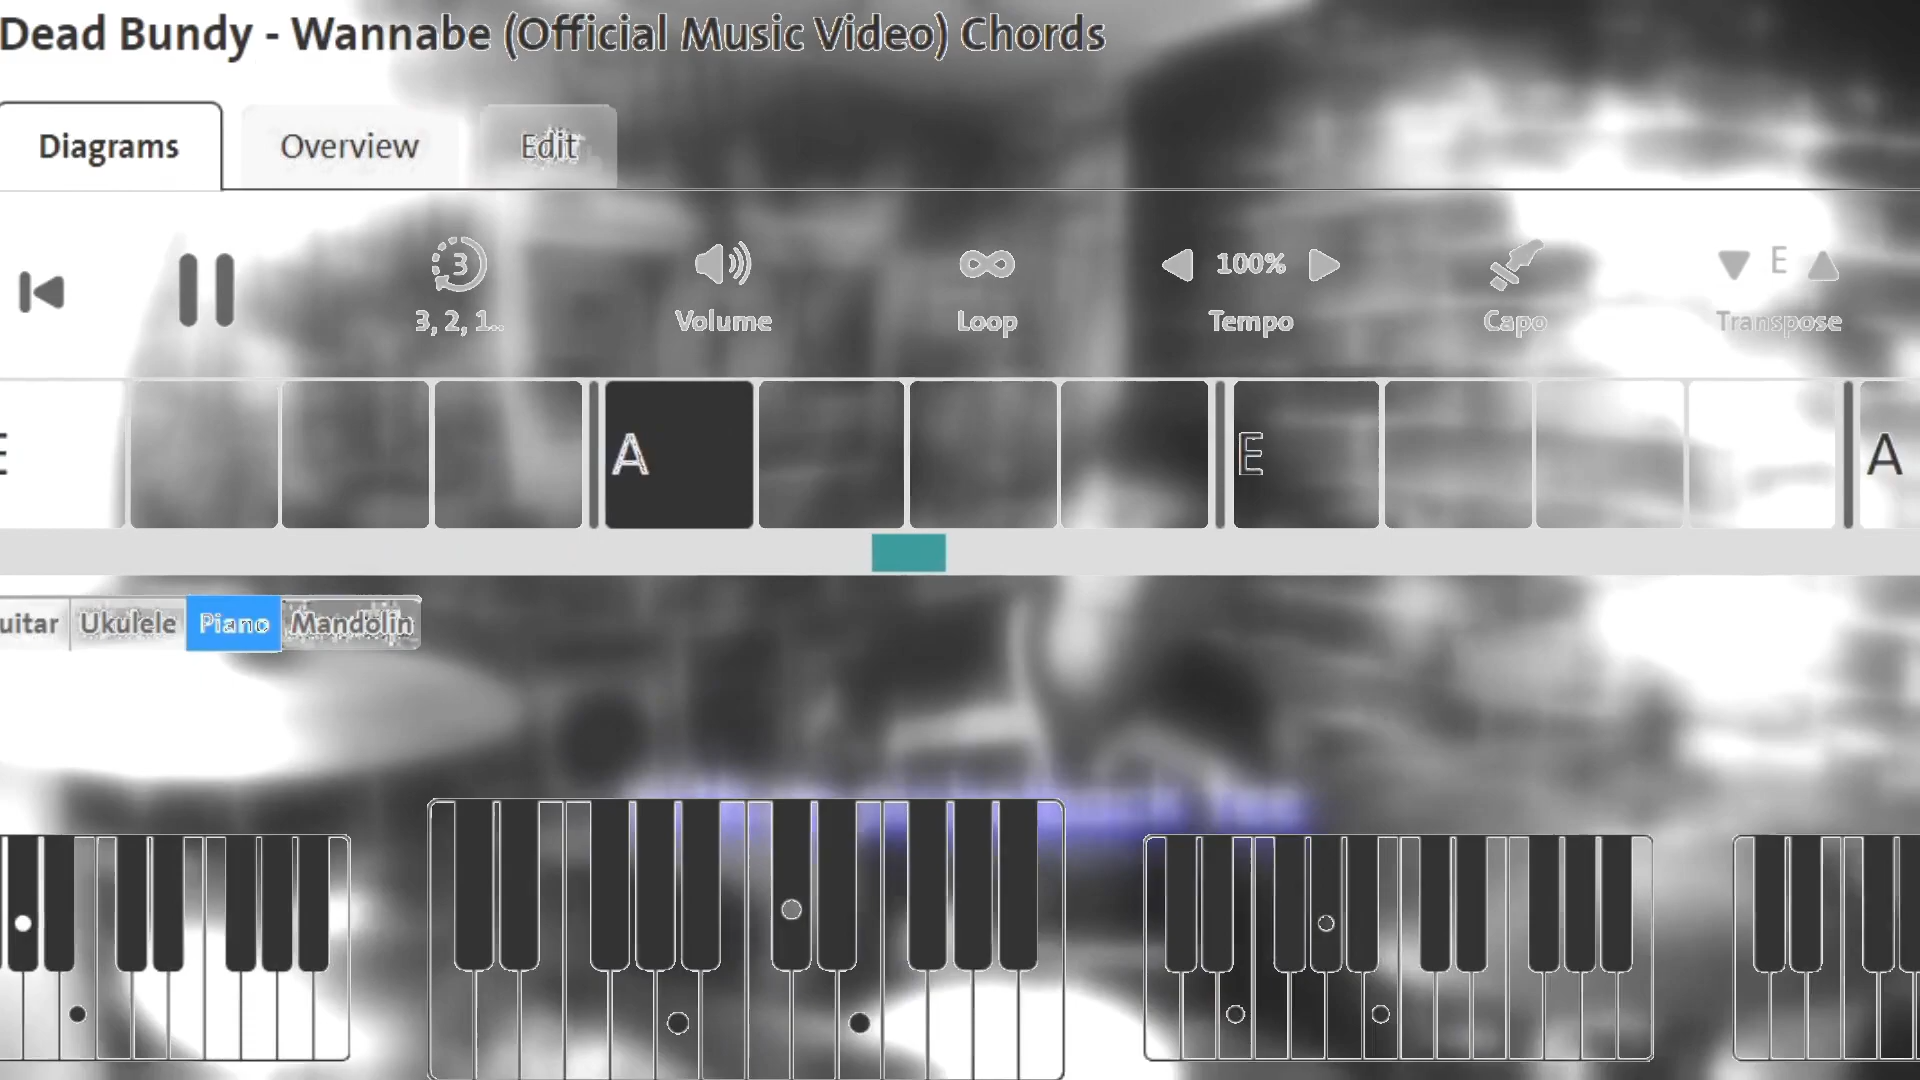 Dead Bundy - Wannabe (Official Music Video) Chords
Diagrams Overview Edit
3 100% E
3, 2, 1.. Volume Loop Tempo Capo Transpose
E A E A
uitar Ukulele Piano Mandolin